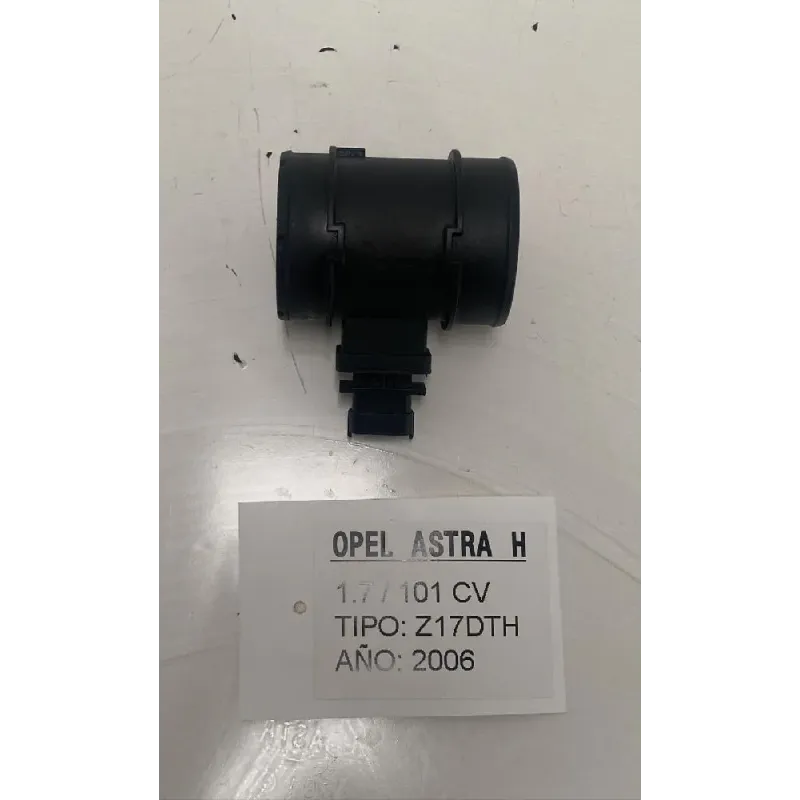 OPEL ASTRA H
1.7 / 101 CV
TIPO: Z17DTH
AÑO: 2006